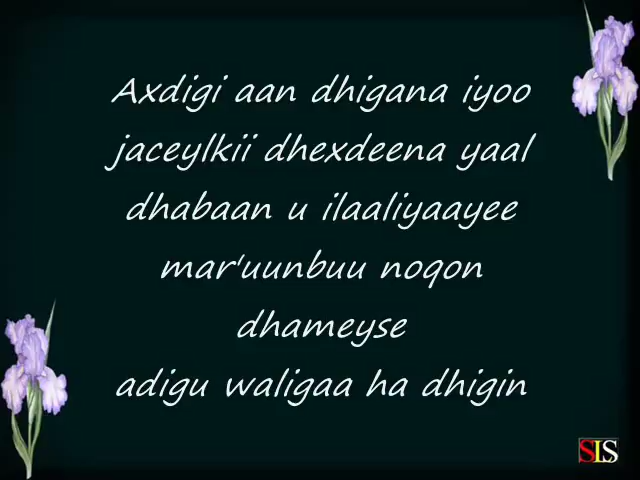 Axdigi aan dhigana iyoo
jaceylkii dhexdeena yaal
dhabaan u ilaaliyaayee
mar'uunbuu noqon
dhameyse
adigu waligaa ha dhigin
SLS